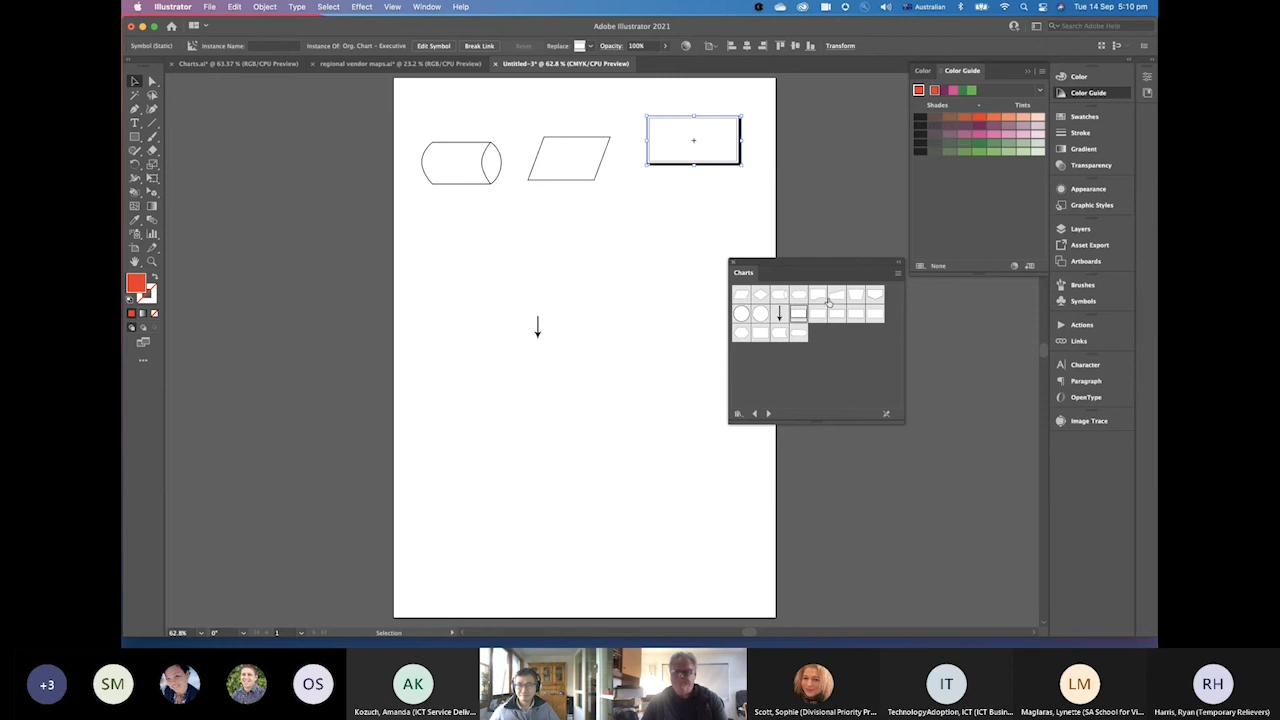 Illustrator File Edit Object Type Select Effect View Window Help
Australian Tue 14 Sep 5:10 pm
Adobe Illustrator 2021
Search Adobe Help
Symbol (Static) Instance Name: Instance Of: Org. Chart - Executive Edit Symbol Break Link Reset Replace: Opacity: 100% Transform
× Charts.ai* @ 63.37 % (RGB/CPU Preview) × regional vendor maps.ai* @ 23.2 % (RGB/CPU Preview) × Untitled-3* @ 62.8 % (CMYK/CPU Preview)
Color Color Guide
Shades Tints
None
Color
Color Guide
Swatches
Stroke
Gradient
Transparency
Appearance
Graphic Styles
Layers
Asset Export
Artboards
Brushes
Symbols
Actions
Links
Character
Paragraph
OpenType
Image Trace
Charts
62.8% 0° 1 Selection
+3 SM OS AK IT LM RH
Kozuch, Amanda (ICT Service Deliv... Scott, Sophie (Divisional Priority Pr... TechnologyAdoption, ICT (ICT Busin... Maglaras, Lynette (SA School for Vi... Harris, Ryan (Temporary Relievers)